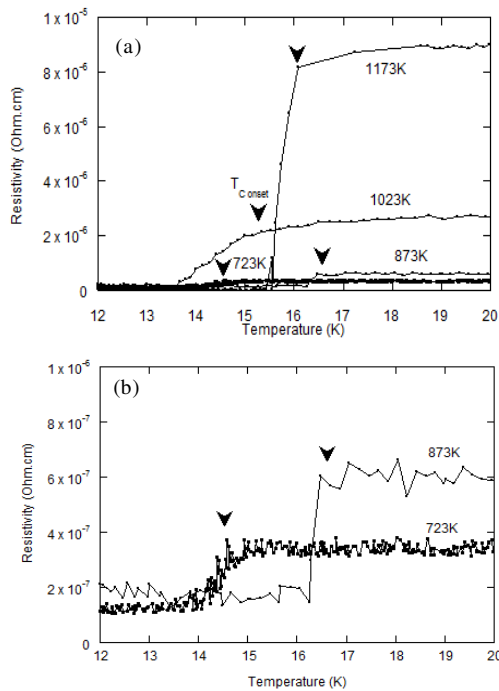 (a)
Resistivity (Ohm.cm)
1 x 10⁻⁵
8 x 10⁻⁶
6 x 10⁻⁶
4 x 10⁻⁶
2 x 10⁻⁶
0
1173K
T C onset
1023K
723K
873K
12 13 14 15 16 17 18 19 20
Temperature (K)
(b)
Resistivity (Ohm.cm)
1 x 10⁻⁶
8 x 10⁻⁷
6 x 10⁻⁷
4 x 10⁻⁷
2 x 10⁻⁷
0
873K
723K
12 13 14 15 16 17 18 19 20
Temperature (K)